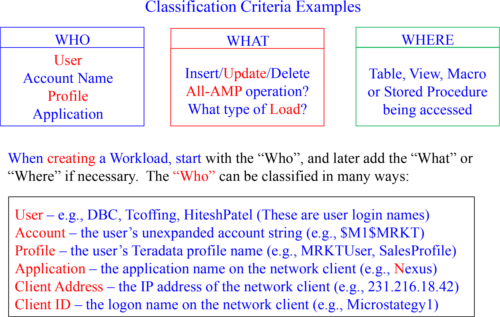 Classification Criteria Examples
WHO
User
Account Name
Profile
Application
WHAT
Insert/Update/Delete
All-AMP operation?
What type of Load?
WHERE
Table, View, Macro
or Stored Procedure
being accessed
When creating a Workload, start with the “Who”, and later add the “What” or
“Where” if necessary. The “Who” can be classified in many ways:
User – e.g., DBC, Tcoffing, HiteshPatel (These are user login names)
Account – the user’s unexpanded account string (e.g., $M1$MRKT)
Profile – the user’s Teradata profile name (e.g., MRKTUser, SalesProfile)
Application – the application name on the network client (e.g., Nexus)
Client Address – the IP address of the network client (e.g., 231.216.18.42)
Client ID – the logon name on the network client (e.g., Microstategy1)